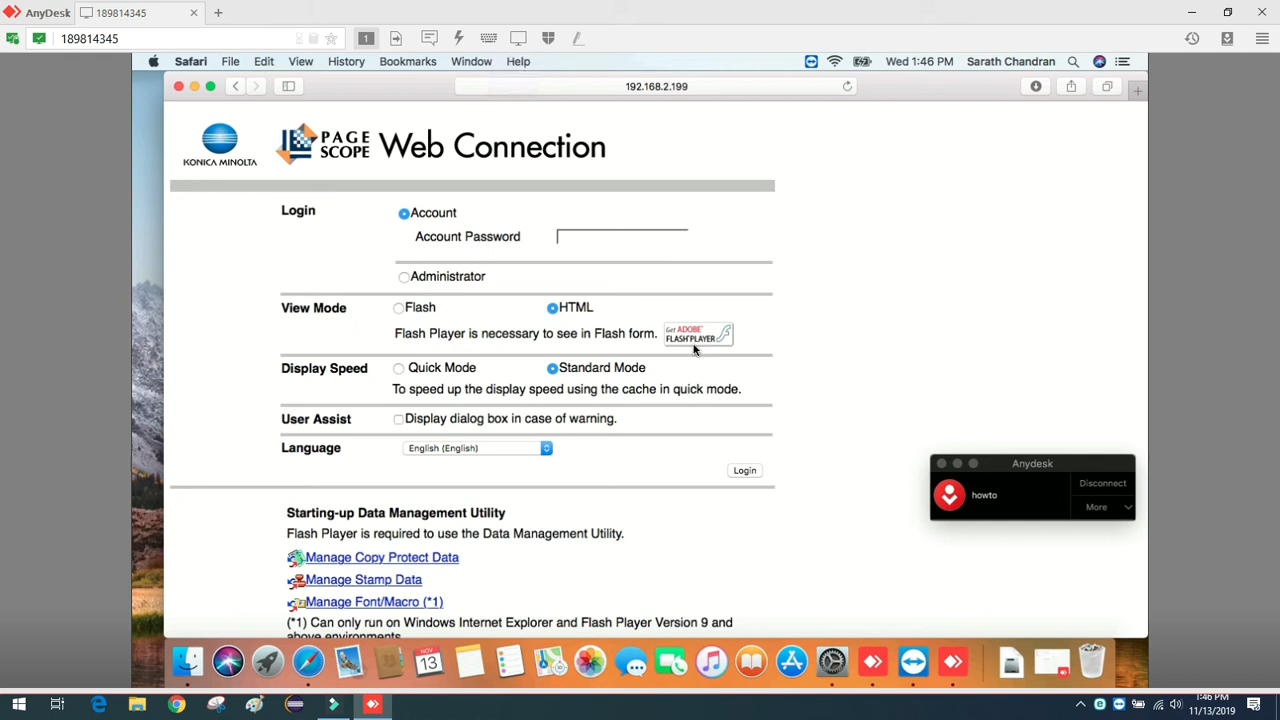 AnyDesk 189814345
189814345 1
Safari File Edit View History Bookmarks Window Help Wed 1:46 PM Sarath Chandran
192.168.2.199
KONICA MINOLTA PAGE SCOPE Web Connection
Login Account
Account Password
Administrator
View Mode Flash HTML
Flash Player is necessary to see in Flash form. Get ADOBE FLASH PLAYER
Display Speed Quick Mode Standard Mode
To speed up the display speed using the cache in quick mode.
User Assist Display dialog box in case of warning.
Language English (English)
Login
Anydesk
howto Disconnect
More
Starting-up Data Management Utility
Flash Player is required to use the Data Management Utility.
Manage Copy Protect Data
Manage Stamp Data
Manage Font/Macro (*1)
(*1) Can only run on Windows Internet Explorer and Flash Player Version 9 and
above environments.
NOV
13
1:46 PM
11/13/2019